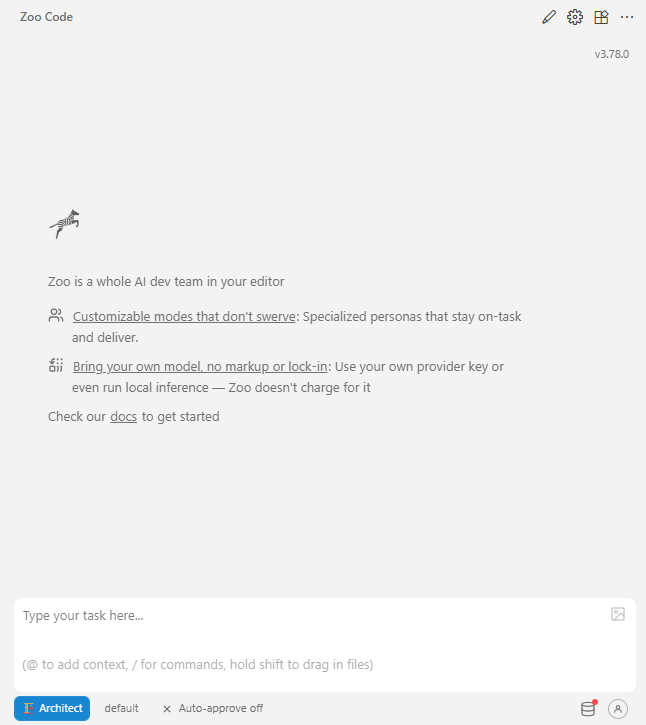 Zoo Code
v3.78.0
Zoo is a whole AI dev team in your editor
Customizable modes that don't swerve: Specialized personas that stay on-task
and deliver.
Bring your own model, no markup or lock-in: Use your own provider key or
even run local inference — Zoo doesn't charge for it
Check our docs to get started
Type your task here...
(@ to add context, / for commands, hold shift to drag in files)
Architect
default
Auto-approve off